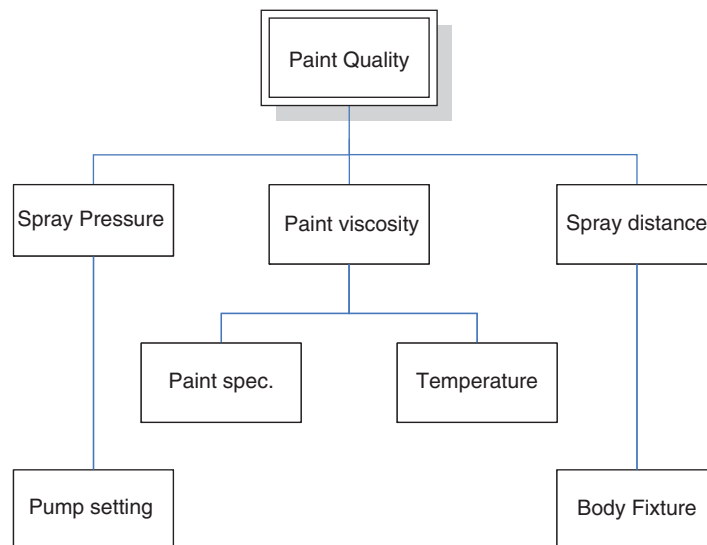 Paint Quality
Spray Pressure
Paint viscosity
Spray distance
Paint spec.
Temperature
Pump setting
Body Fixture